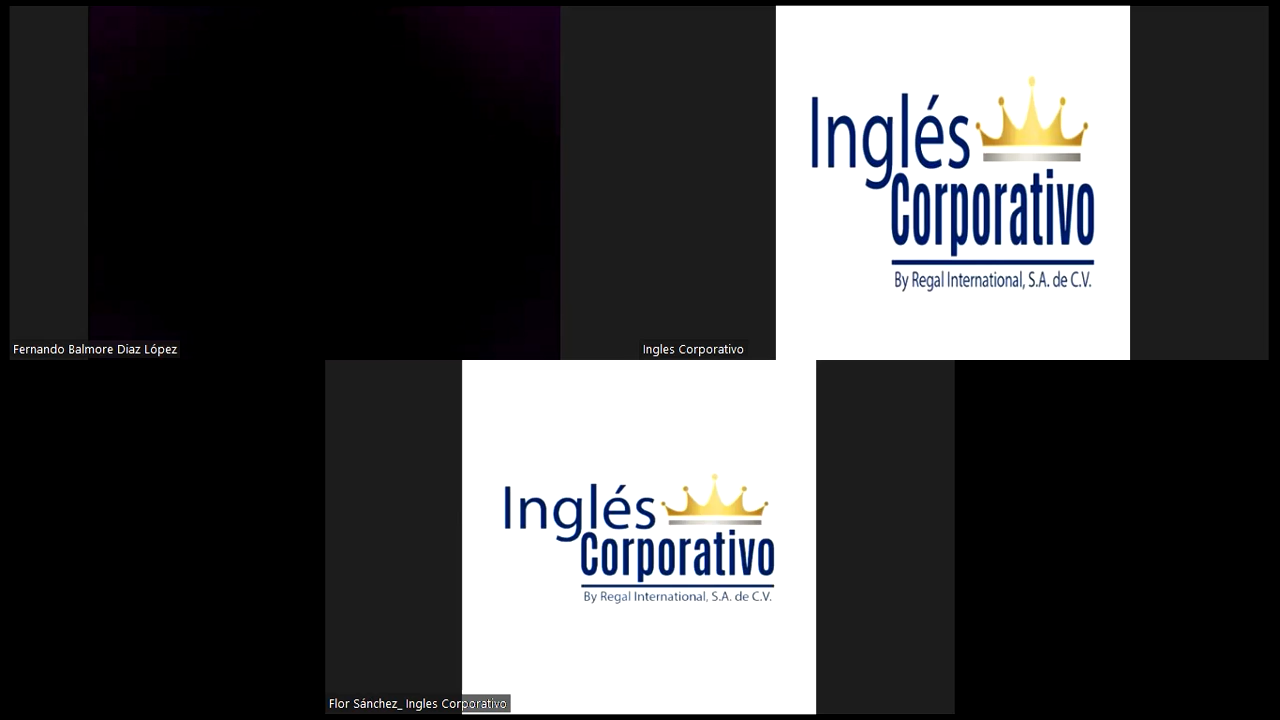 Inglés
Corporativo
By Regal International, S.A. de C.V.
Fernando Balmore Diaz López
Ingles Corporativo
Inglés
Corporativo
By Regal International, S.A. de C.V.
Flor Sánchez_ Ingles Corporativo